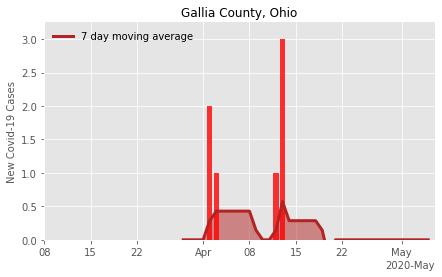 Gallia County, Ohio
7 day moving average
New Covid-19 Cases
3.0
2.5
2.0
1.5
1.0
0.5
0.0
08 15 22 Apr 08 15 22 May
2020-May